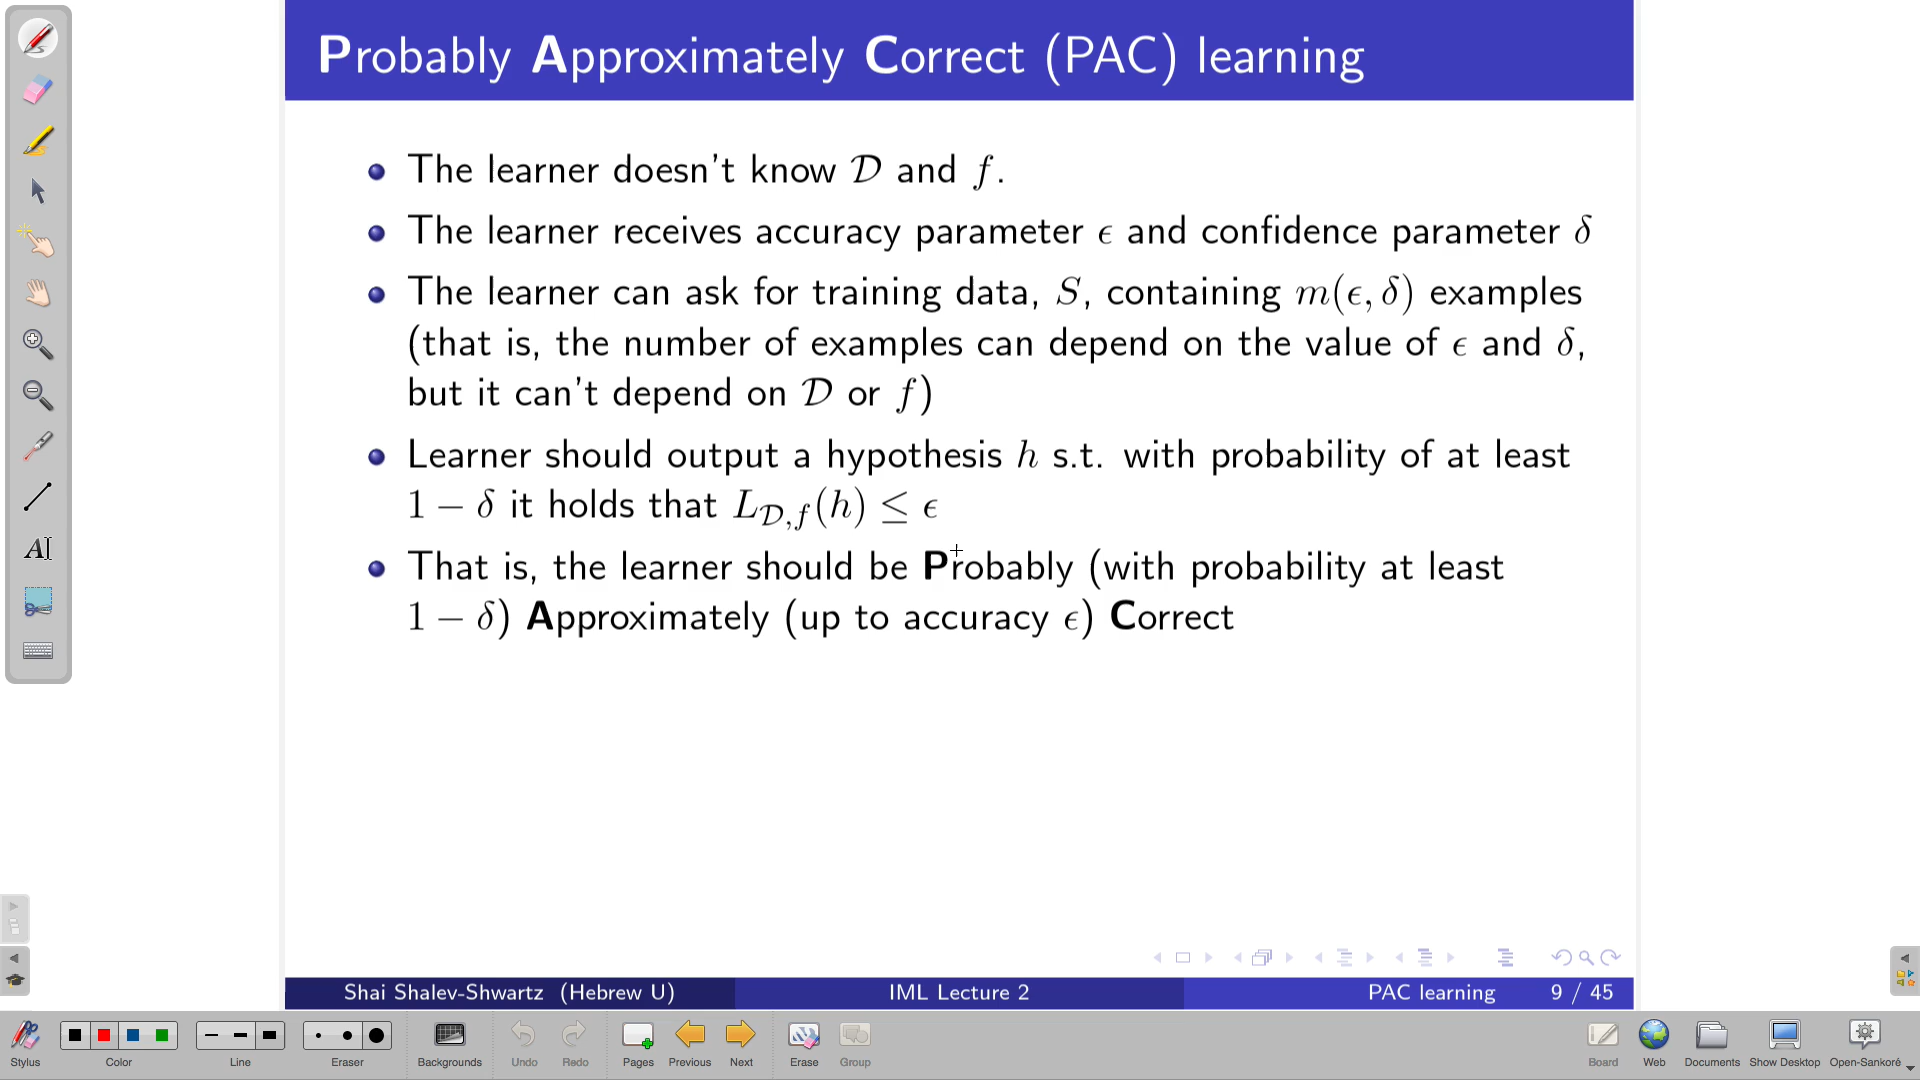 Probably Approximately Correct (PAC) learning
The learner doesn't know 𝒟 and f.
The learner receives accuracy parameter ϵ and confidence parameter δ
The learner can ask for training data, S, containing m(ϵ, δ) examples
(that is, the number of examples can depend on the value of ϵ and δ,
but it can't depend on 𝒟 or f)
Learner should output a hypothesis h s.t. with probability of at least
1 − δ it holds that L_{𝒟,f}(h) ≤ ϵ
That is, the learner should be Probably (with probability at least
1 − δ) Approximately (up to accuracy ϵ) Correct
Shai Shalev-Shwartz (Hebrew U) IML Lecture 2 PAC learning 9 / 45
Stylus Color Line Eraser Backgrounds Undo Redo Pages Previous Next Erase Group Board Web Documents Show Desktop Open-Sankoré